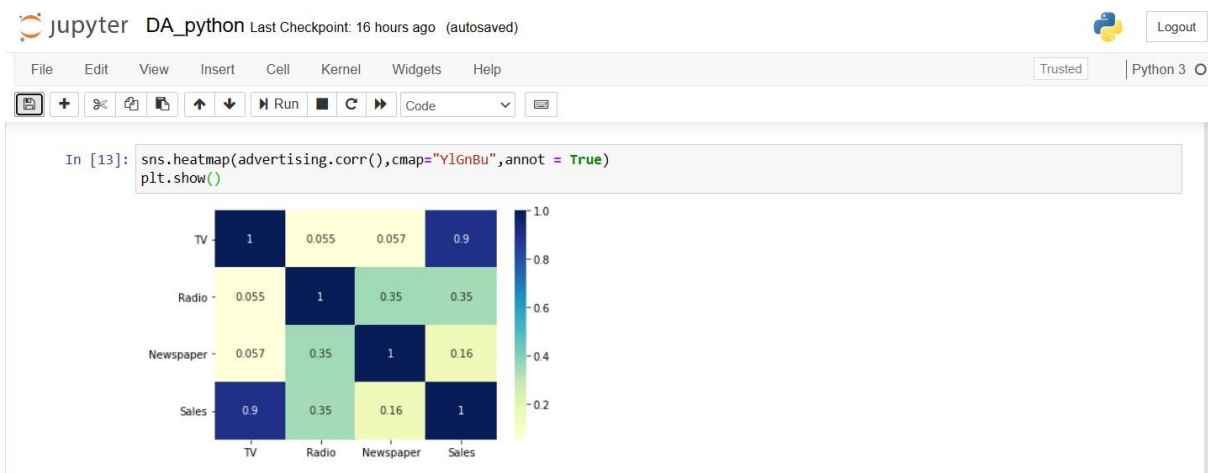 jupyter DA_python Last Checkpoint: 16 hours ago (autosaved) Logout
File Edit View Insert Cell Kernel Widgets Help Trusted Python 3
Run Code
In [13]: sns.heatmap(advertising.corr(),cmap="YlGnBu",annot = True)
plt.show()
1.0
TV 1 0.055 0.057 0.9
0.8
Radio 0.055 1 0.35 0.35
0.6
Newspaper 0.057 0.35 1 0.16
0.4
Sales 0.9 0.35 0.16 1
0.2
TV Radio Newspaper Sales